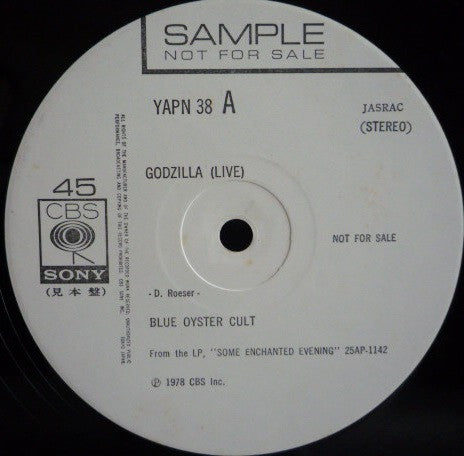 SAMPLE
NOT FOR SALE
YAPN 38 A
JASRAC
(STEREO)
GODZILLA (LIVE)
45
CBS
SONY
(見本盤)
NOT FOR SALE
- D. Roeser -
BLUE OYSTER CULT
From the LP, "SOME ENCHANTED EVENING" 25AP-1142
Ⓟ 1978 CBS Inc.